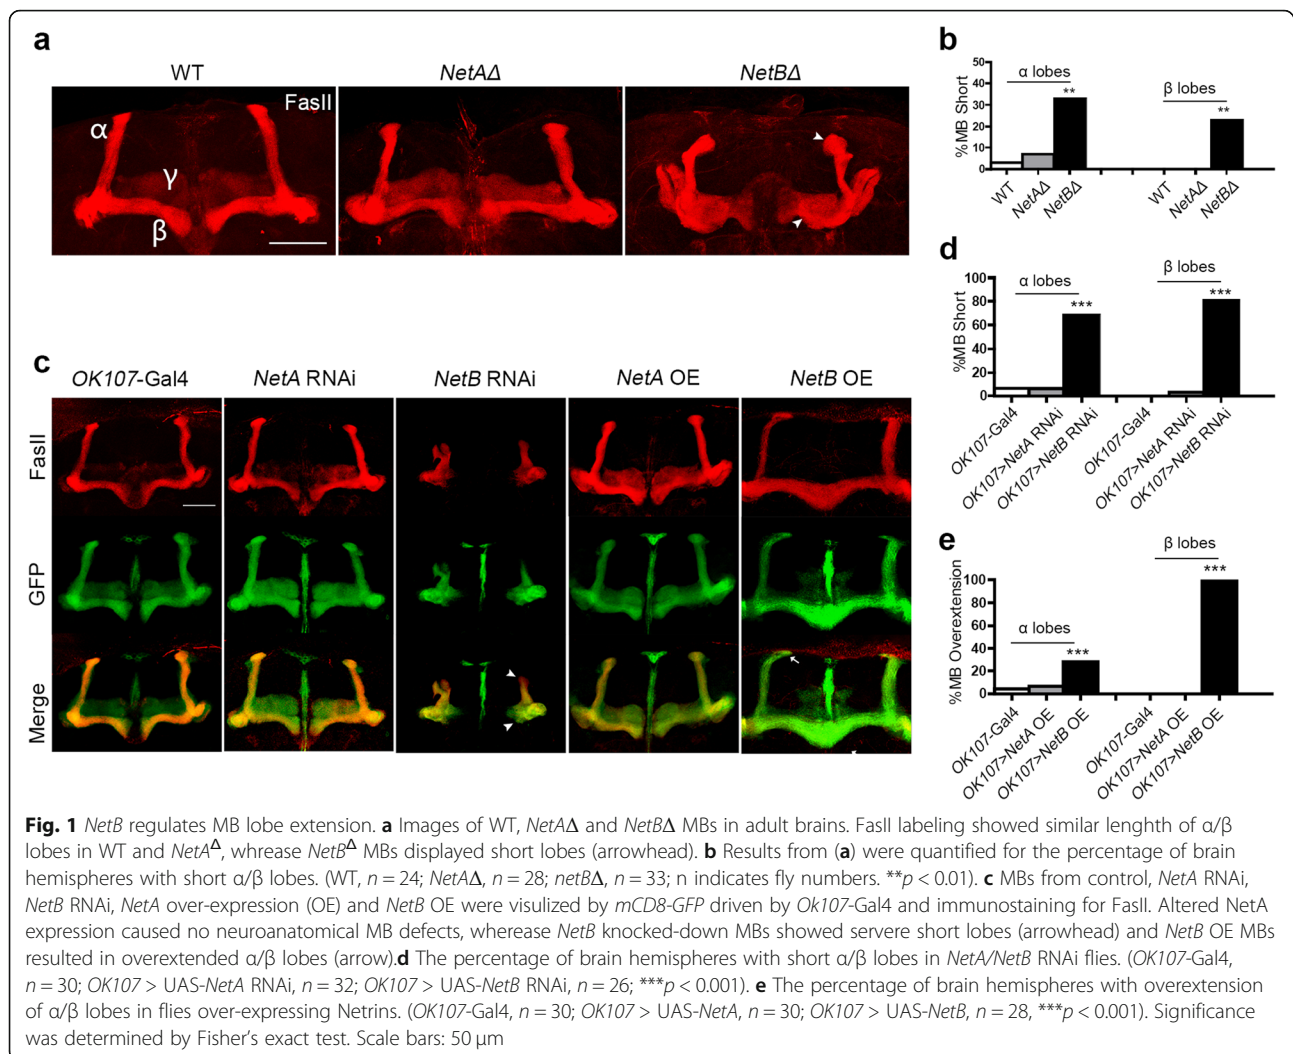 a
WT
NetAΔ
NetBΔ
FasII
α
γ
β
b
% MB Short
50
40
30
20
10
0
α lobes
**
β lobes
**
WT
NetAΔ
NetBΔ
WT
NetAΔ
NetBΔ
c
OK107-Gal4
NetA RNAi
NetB RNAi
NetA OE
NetB OE
FasII
GFP
Merge
d
%MB Short
100
80
60
40
20
0
α lobes
***
β lobes
***
OK107-Gal4
OK107>NetA RNAi
OK107>NetB RNAi
OK107-Gal4
OK107>NetA RNAi
OK107>NetB RNAi
e
% MB Overextension
100
80
60
40
20
0
α lobes
***
β lobes
***
OK107-Gal4
OK107>NetA OE
OK107>NetB OE
OK107-Gal4
OK107>NetA OE
OK107>NetB OE
Fig. 1 NetB regulates MB lobe extension. a Images of WT, NetAΔ and NetBΔ MBs in adult brains. FasII labeling showed similar lenghth of α/β
lobes in WT and NetA^Δ, whrease NetB^Δ MBs displayed short lobes (arrowhead). b Results from (a) were quantified for the percentage of brain
hemispheres with short α/β lobes. (WT, n = 24; NetAΔ, n = 28; netBΔ, n = 33; n indicates fly numbers. **p < 0.01). c MBs from control, NetA RNAi,
NetB RNAi, NetA over-expression (OE) and NetB OE were visulized by mCD8-GFP driven by Ok107-Gal4 and immunostaining for FasII. Altered NetA
expression caused no neuroanatomical MB defects, wherease NetB knocked-down MBs showed servere short lobes (arrowhead) and NetB OE MBs
resulted in overextended α/β lobes (arrow).d The percentage of brain hemispheres with short α/β lobes in NetA/NetB RNAi flies. (OK107-Gal4,
n = 30; OK107 > UAS-NetA RNAi, n = 32; OK107 > UAS-NetB RNAi, n = 26; ***p < 0.001). e The percentage of brain hemispheres with overextension
of α/β lobes in flies over-expressing Netrins. (OK107-Gal4, n = 30; OK107 > UAS-NetA, n = 30; OK107 > UAS-NetB, n = 28, ***p < 0.001). Significance
was determined by Fisher's exact test. Scale bars: 50 μm